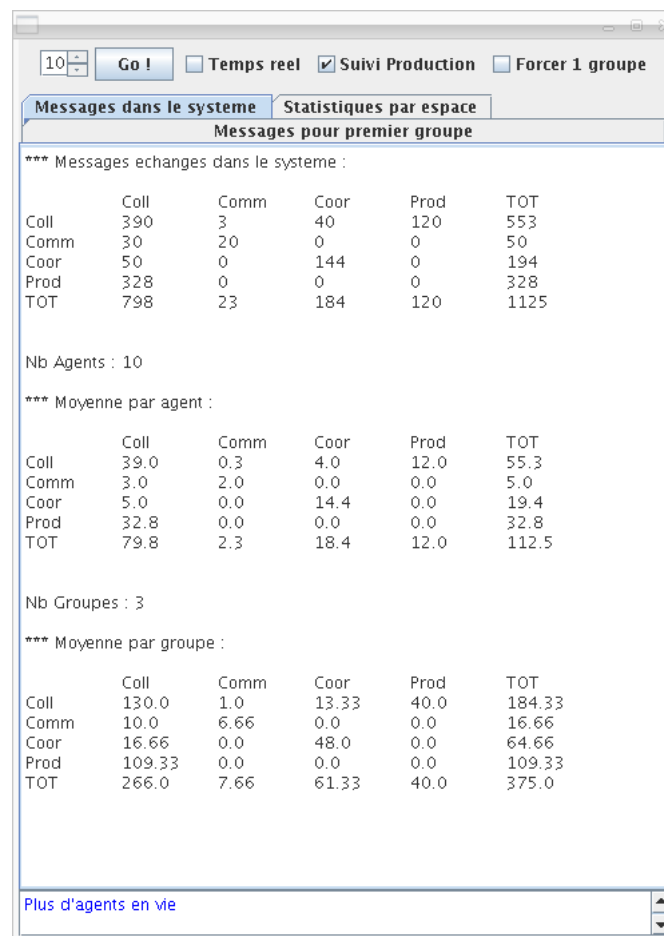 10 Go ! Temps reel Suivi Production Forcer 1 groupe
Messages dans le systeme Statistiques par espace
Messages pour premier groupe
*** Messages echanges dans le systeme :
Coll Comm Coor Prod TOT
Coll 390 3 40 120 553
Comm 30 20 0 0 50
Coor 50 0 144 0 194
Prod 328 0 0 0 328
TOT 798 23 184 120 1125
Nb Agents : 10
*** Moyenne par agent :
Coll Comm Coor Prod TOT
Coll 39.0 0.3 4.0 12.0 55.3
Comm 3.0 2.0 0.0 0.0 5.0
Coor 5.0 0.0 14.4 0.0 19.4
Prod 32.8 0.0 0.0 0.0 32.8
TOT 79.8 2.3 18.4 12.0 112.5
Nb Groupes : 3
*** Moyenne par groupe :
Coll Comm Coor Prod TOT
Coll 130.0 1.0 13.33 40.0 184.33
Comm 10.0 6.66 0.0 0.0 16.66
Coor 16.66 0.0 48.0 0.0 64.66
Prod 109.33 0.0 0.0 0.0 109.33
TOT 266.0 7.66 61.33 40.0 375.0
Plus d'agents en vie